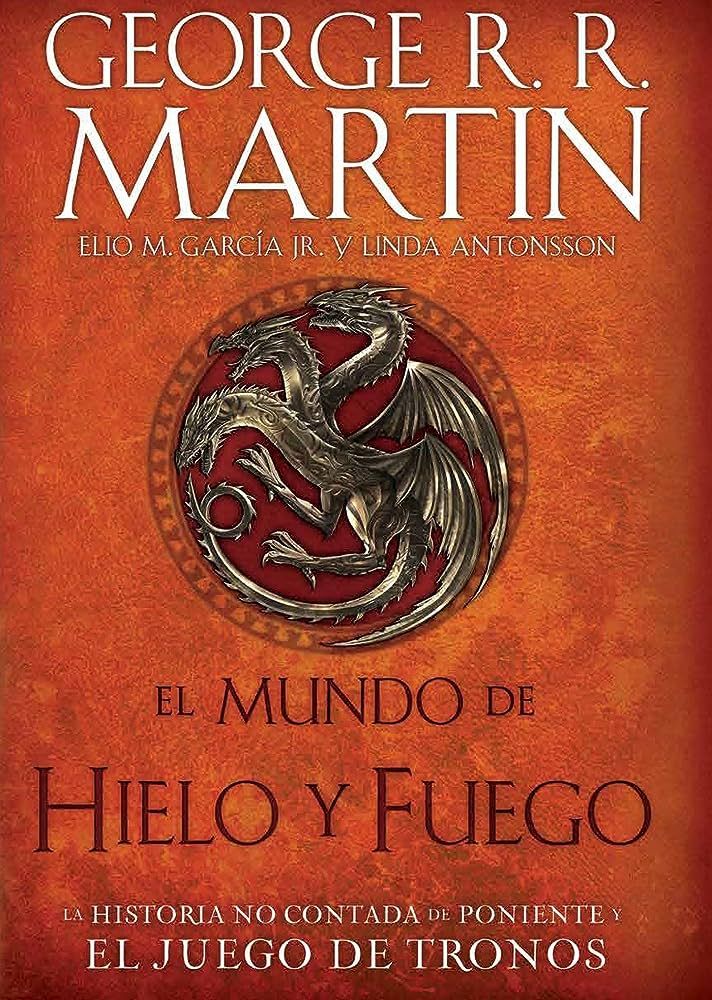 GEORGE R. R.
MARTIN
ELIO M. GARCÍA JR. Y LINDA ANTONSSON
EL MUNDO DE
HIELO Y FUEGO
LA HISTORIA NO CONTADA DE PONIENTE Y
EL JUEGO DE TRONOS